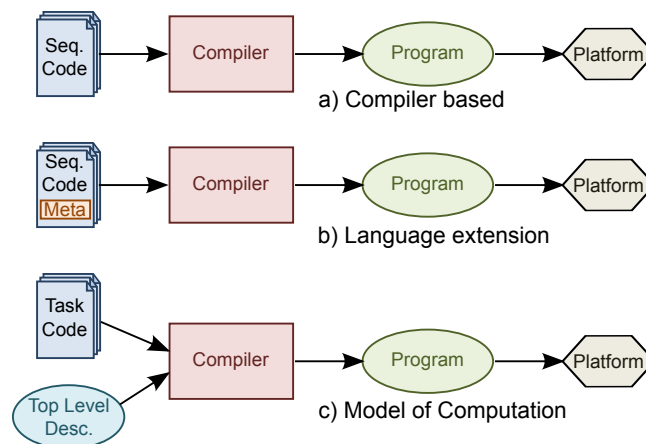 Seq.
Code
Compiler
Program
Platform
a) Compiler based
Seq.
Code
Meta
Compiler
Program
Platform
b) Language extension
Task
Code
Compiler
Program
Platform
Top Level
Desc.
c) Model of Computation